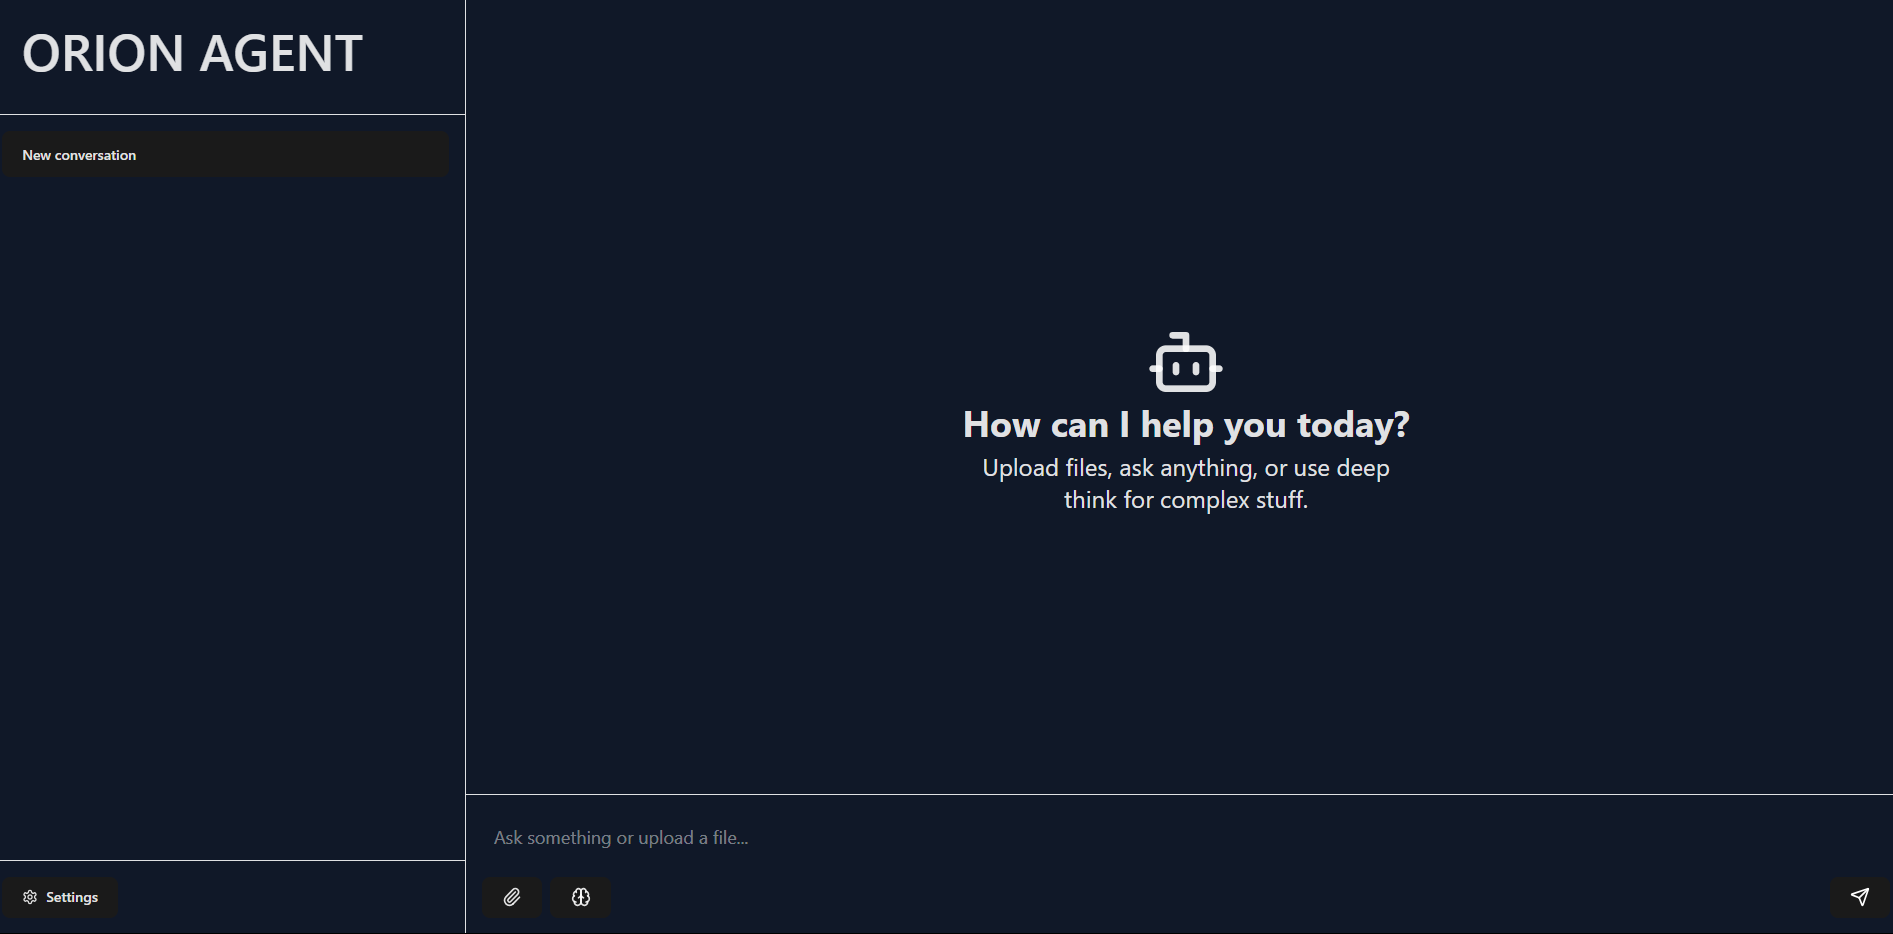 ORION AGENT
New conversation
How can I help you today?
Upload files, ask anything, or use deep
think for complex stuff.
Ask something or upload a file...
Settings